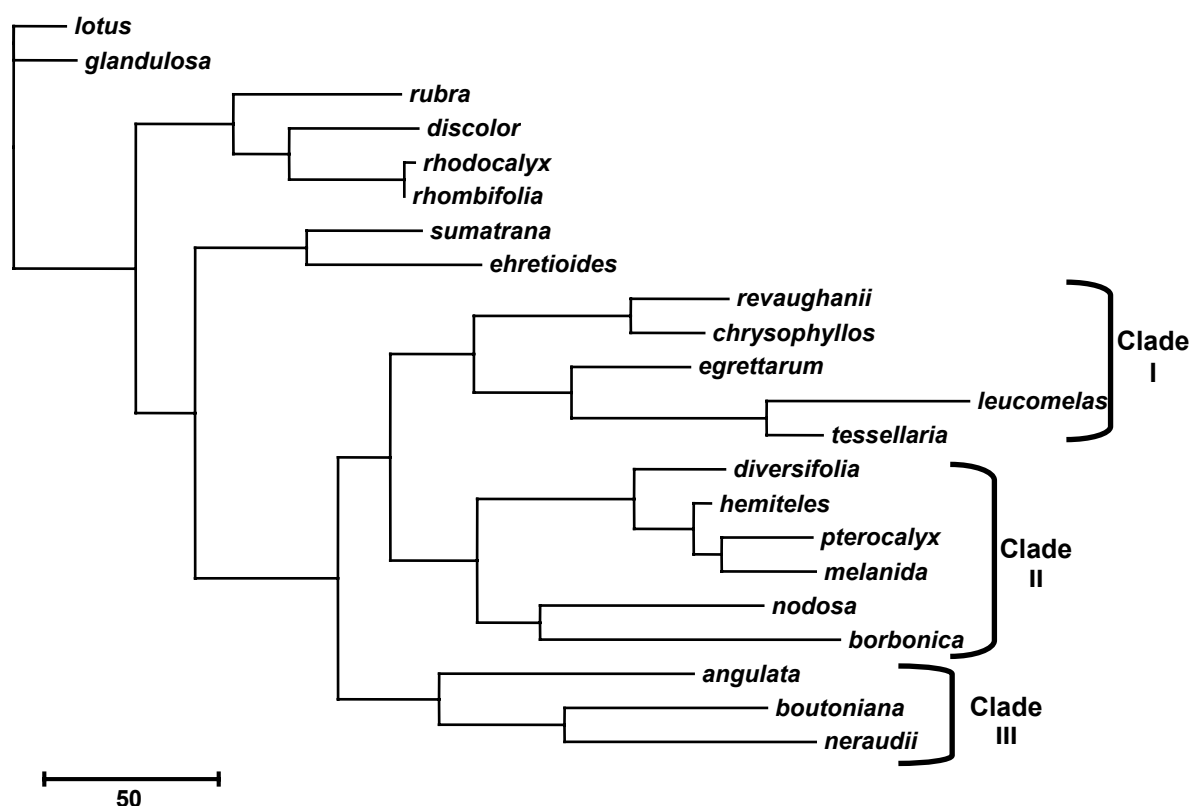 lotus
glandulosa
rubra
discolor
rhodocalyx
rhombifolia
sumatrana
ehretioides
revaughanii
chrysophyllos
egrettarum
leucomelas
tessellaria
Clade
I
diversifolia
hemiteles
pterocalyx
melanida
nodosa
borbonica
Clade
II
angulata
boutoniana
neraudii
Clade
III
50